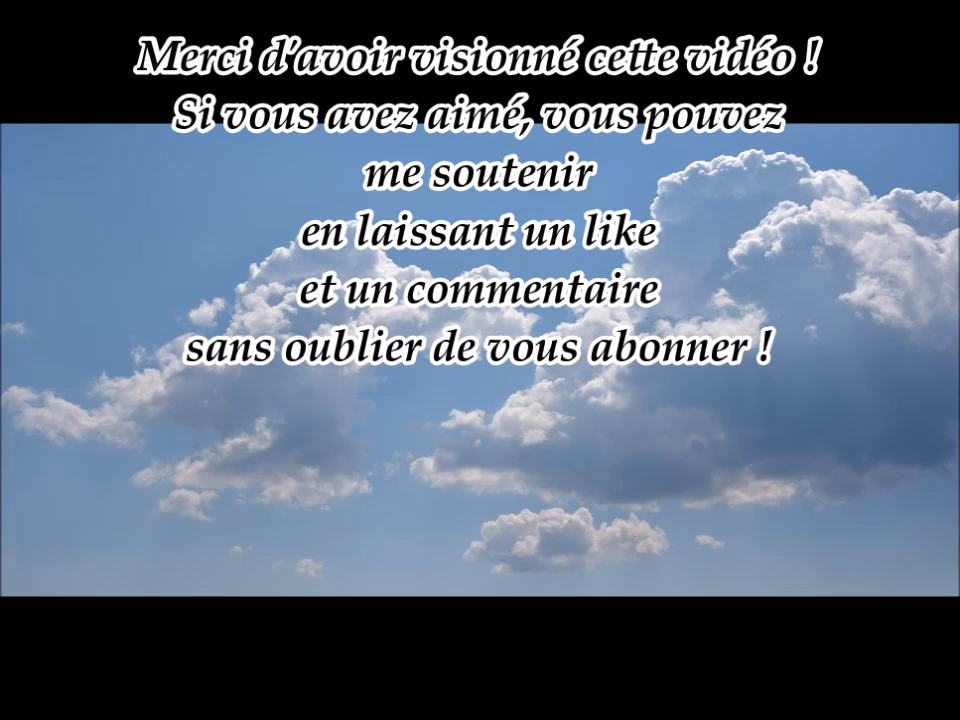 Merci d'avoir visionné cette vidéo !
Si vous avez aimé, vous pouvez
me soutenir
en laissant un like
et un commentaire
sans oublier de vous abonner !